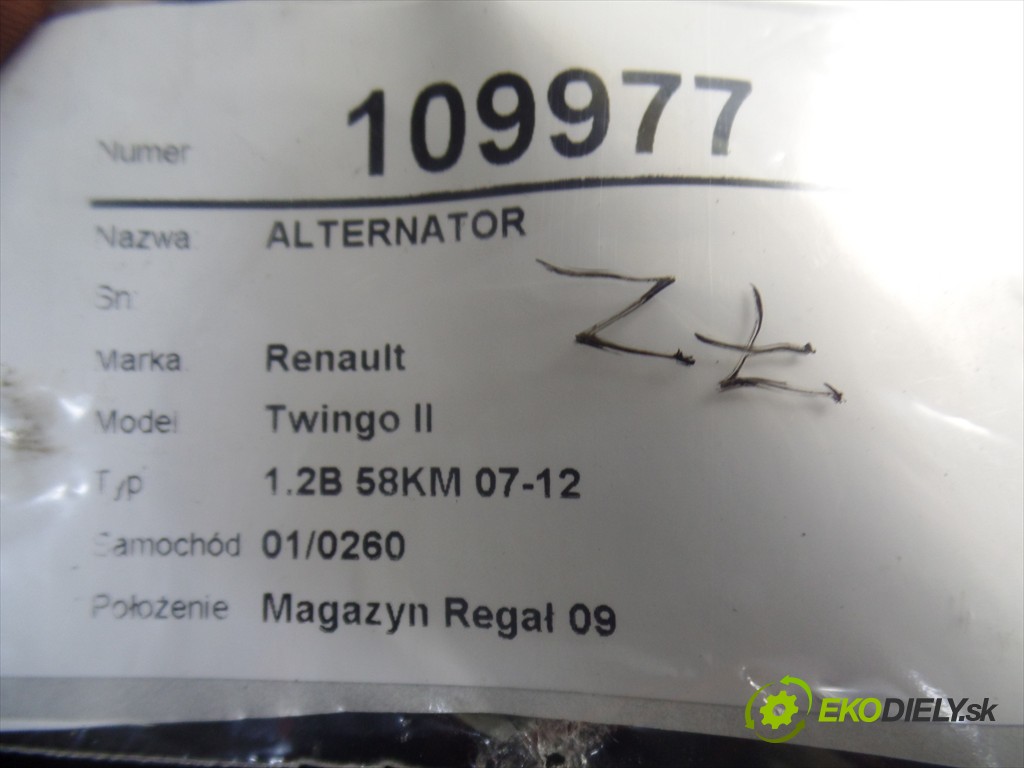 Numer 109977
Nazwa ALTERNATOR
Sn:
Marka Renault
Model Twingo II
Typ 1.2B 58KM 07-12
Samochód 01/0260
Położenie Magazyn Regał 09
EKODIELY.sk